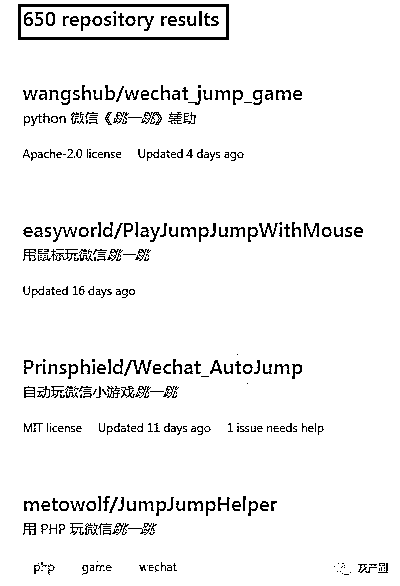 650 repository results
wangshub/wechat_jump_game
python 微信《跳一跳》辅助
Apache-2.0 license Updated 4 days ago
easyworld/PlayJumpJumpWithMouse
用鼠标玩微信跳一跳
Updated 16 days ago
Prinsphield/Wechat_AutoJump
自动玩微信小游戏跳一跳
MIT license Updated 11 days ago 1 issue needs help
metowolf/JumpJumpHelper
用 PHP 玩微信跳一跳
php game wechat
灰产圈